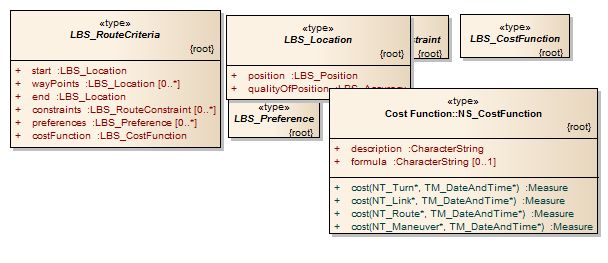 «type»
LBS_RouteCriteria
{root}
+ start :LBS_Location
+ wayPoints :LBS_Location [0..*]
+ end :LBS_Location
+ constraints :LBS_RouteConstraint [0..*]
+ preferences :LBS_Preference [0..*]
+ costFunction :LBS_CostFunction
«type»
LBS_Location
{root}
+ position :LBS_Position
+ qualityOfPosition
{root}
«type»
LBS_CostFunction
{root}
«type»
LBS_Preference
{root}
«type»
Cost Function::NS_CostFunction
{root}
+ description :CharacterString
+ formula :CharacterString [0..1]
+ cost(NT_Turn*, TM_DateAndTime*) :Measure
+ cost(NT_Link*, TM_DateAndTime*) :Measure
+ cost(NT_Route*, TM_DateAndTime*) :Measure
+ cost(NT_Maneuver*, TM_DateAndTime*) :Measure